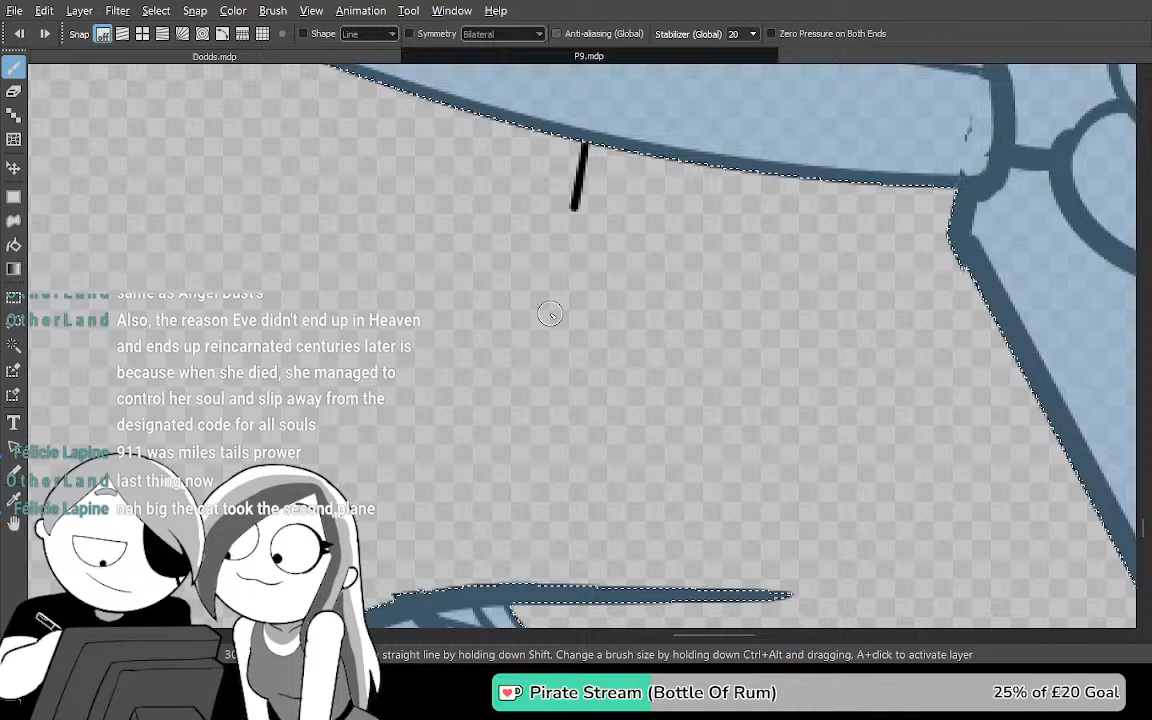 File Edit Layer Filter Select Snap Color Brush View Animation Tool Window Help
Snap off Shape Line Symmetry Bilateral Anti-aliasing (Global) Stabilizer (Global) 20 Zero Pressure on Both Ends
Dodds.mdp P9.mdp
same as Angel Dusts
OtherLand Also, the reason Eve didn't end up in Heaven
and ends up reincarnated centuries later is
because when she died, she managed to
control her soul and slip away from the
designated code for all souls
Félicie Lapine 911 was miles tails prower
OtherLand last thing now
Félicie Lapine nah big the cat took the second plane
straight line by holding down Shift. Change a brush size by holding down Ctrl+Alt and dragging, A+click to activate layer
Pirate Stream (Bottle Of Rum) 25% of £20 Goal